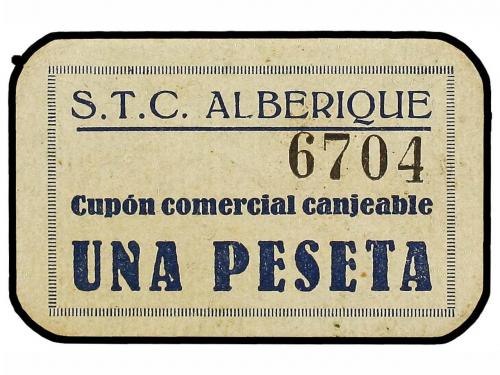 S.T.C. ALBERIQUE
6704
Cupón comercial canjeable
UNA PESETA